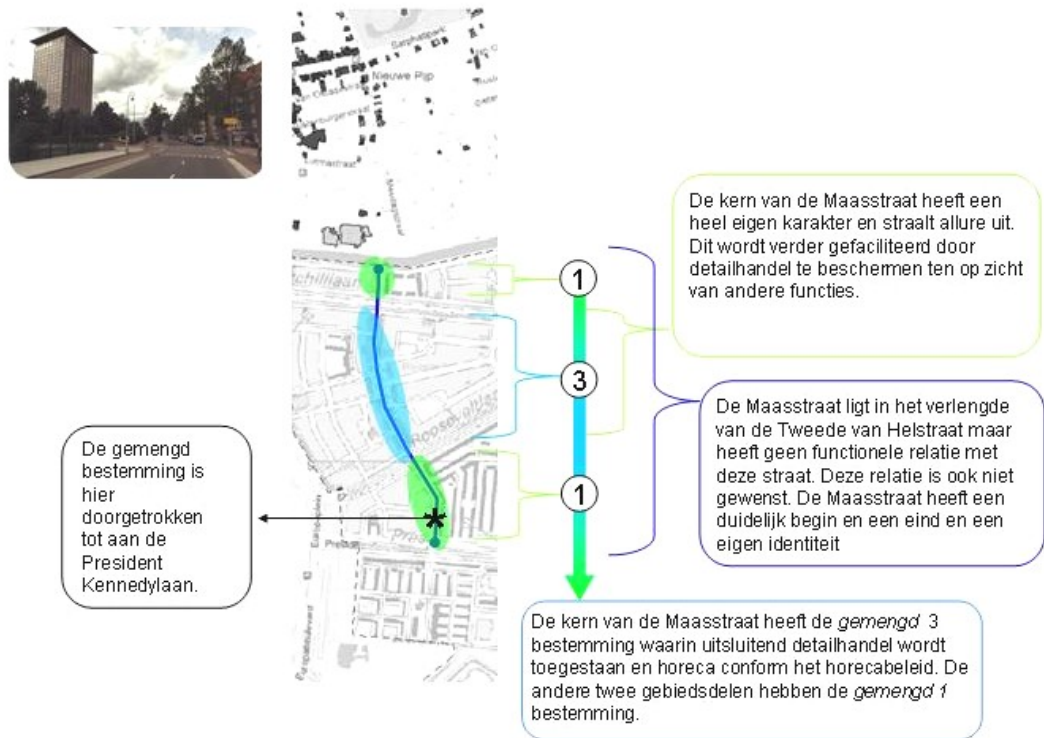 Sarphatipark
Nieuwe Pijp
Lutmastraat
De kern van de Maasstraat heeft een
heel eigen karakter en straalt allure uit.
Dit wordt verder gefaciliteerd door
detailhandel te beschermen ten op zicht
van andere functies.
1
3
1
De Maasstraat ligt in het verlengde
van de Tweede van Helstraat maar
heeft geen functionele relatie met
deze straat. Deze relatie is ook niet
gewenst. De Maasstraat heeft een
duidelijk begin en een eind en een
eigen identiteit
De gemengd
bestemming is
hier
doorgetrokken
tot aan de
President
Kennedylaan.
Europaplein
De kern van de Maasstraat heeft de gemengd 3
bestemming waarin uitsluitend detailhandel wordt
toegestaan en horeca conform het horecabeleid. De
andere twee gebiedsdelen hebben de gemengd 1
bestemming.